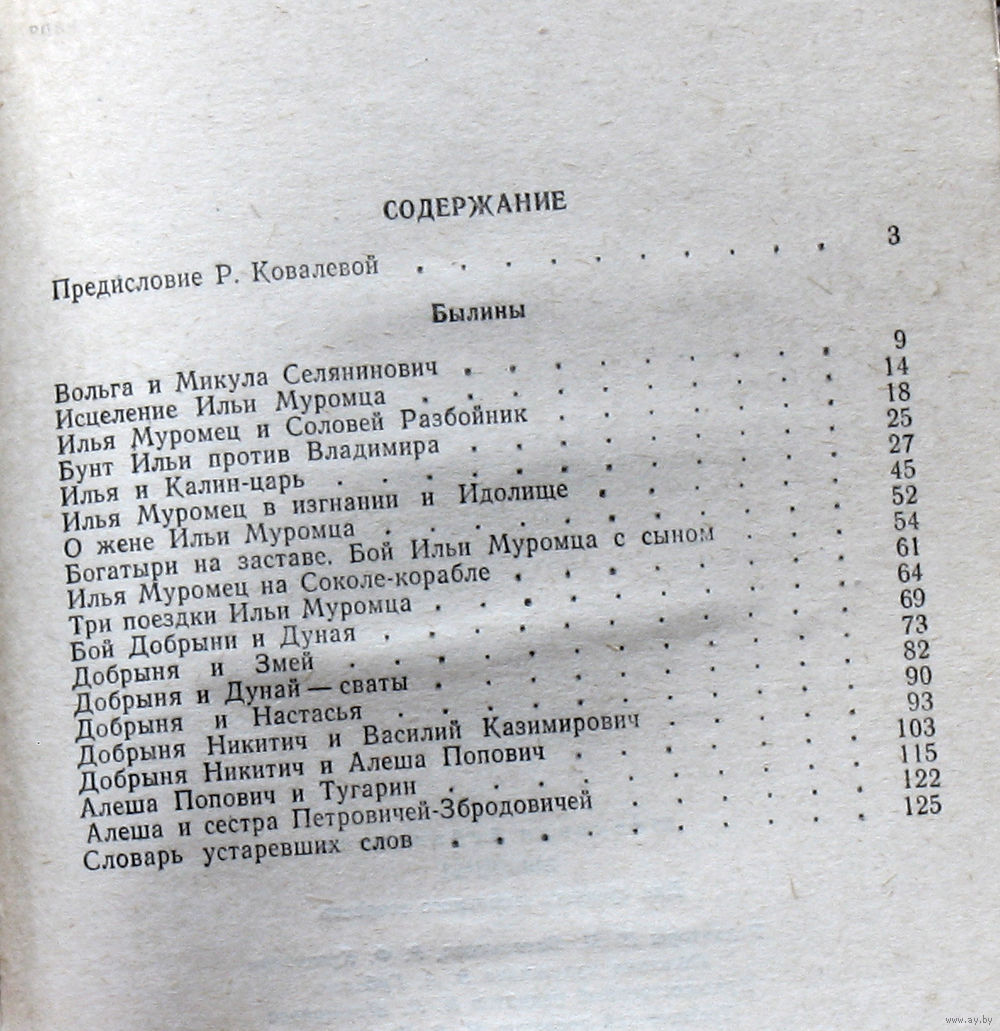 СОДЕРЖАНИЕ
Предисловие Р. Ковалевой . . . . . . . . . . 3
Былины
Вольга и Микула Селянинович . . . . . . . . . 9
Исцеление Ильи Муромца . . . . . . . . . . 14
Илья Муромец и Соловей Разбойник . . . . . . . 18
Бунт Ильи против Владимира . . . . . . . . . 25
Илья и Калин-царь . . . . . . . . . . . . 27
Илья Муромец в изгнании и Идолище . . . . . . 45
О жене Ильи Муромца . . . . . . . . . . . 52
Богатыри на заставе. Бой Ильи Муромца с сыном . . . 54
Илья Муромец на Соколе-корабле . . . . . . . . 61
Три поездки Ильи Муромца . . . . . . . . . . 64
Бой Добрыни и Дуная . . . . . . . . . . . 69
Добрыня и Змей . . . . . . . . . . . . 73
Добрыня и Дунай — сваты . . . . . . . . . . 82
Добрыня и Настасья . . . . . . . . . . . 90
Добрыня Никитич и Василий Казимирович . . . . . 93
Добрыня Никитич и Алеша Попович . . . . . . . 103
Алеша Попович и Тугарин . . . . . . . . . . 115
Алеша и сестра Петровичей-Збродовичей . . . . . . 122
Словарь устаревших слов . . . . . . . . . . 125
www.ay.by